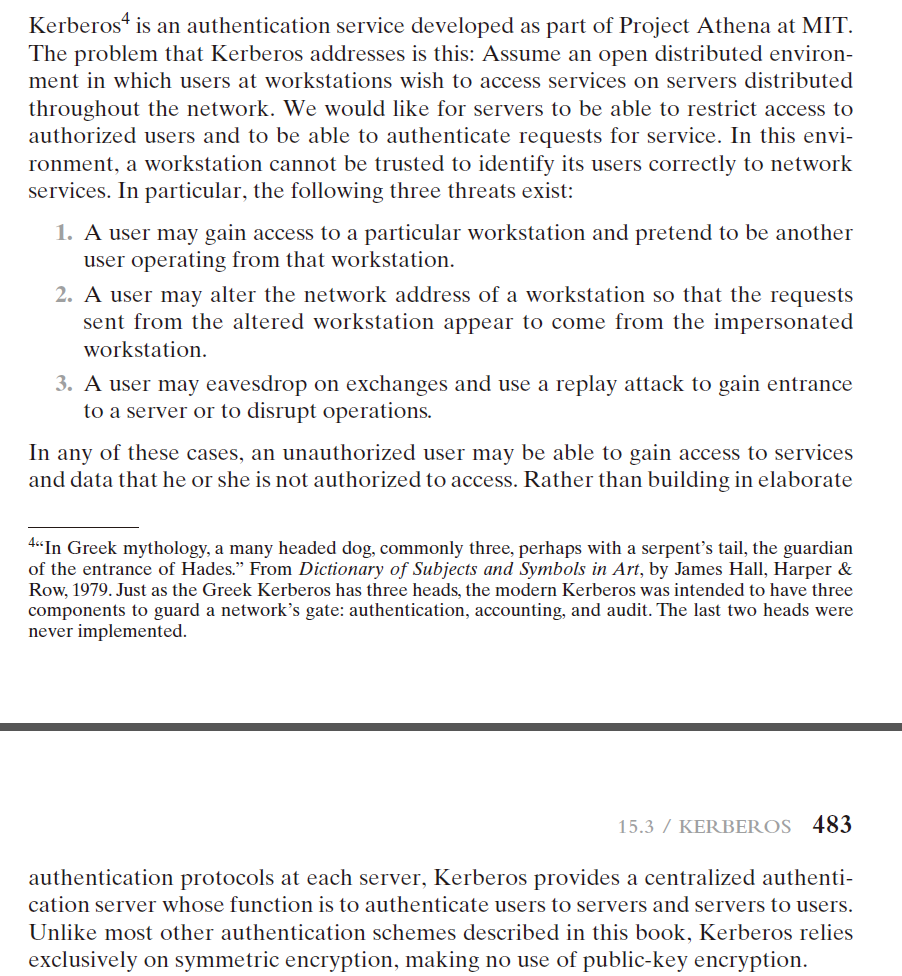 Kerberos4 is an authentication service developed as part of Project Athena at MIT.
The problem that Kerberos addresses is this: Assume an open distributed environ-
ment in which users at workstations wish to access services on servers distributed
throughout the network. We would like for servers to be able to restrict access to
authorized users and to be able to authenticate requests for service. In this envi-
ronment, a workstation cannot be trusted to identify its users correctly to network
services. In particular, the following three threats exist:
1. A user may gain access to a particular workstation and pretend to be another
user operating from that workstation.
2. A user may alter the network address of a workstation so that the requests
sent from the altered workstation appear to come from the impersonated
workstation.
3. A user may eavesdrop on exchanges and use a replay attack to gain entrance
to a server or to disrupt operations.
In any of these cases, an unauthorized user may be able to gain access to services
and data that he or she is not authorized to access. Rather than building in elaborate
4“In Greek mythology, a many headed dog, commonly three, perhaps with a serpent’s tail, the guardian
of the entrance of Hades.” From Dictionary of Subjects and Symbols in Art, by James Hall, Harper &
Row, 1979. Just as the Greek Kerberos has three heads, the modern Kerberos was intended to have three
components to guard a network’s gate: authentication, accounting, and audit. The last two heads were
never implemented.
15.3 / KERBEROS 483
authentication protocols at each server, Kerberos provides a centralized authenti-
cation server whose function is to authenticate users to servers and servers to users.
Unlike most other authentication schemes described in this book, Kerberos relies
exclusively on symmetric encryption, making no use of public-key encryption.